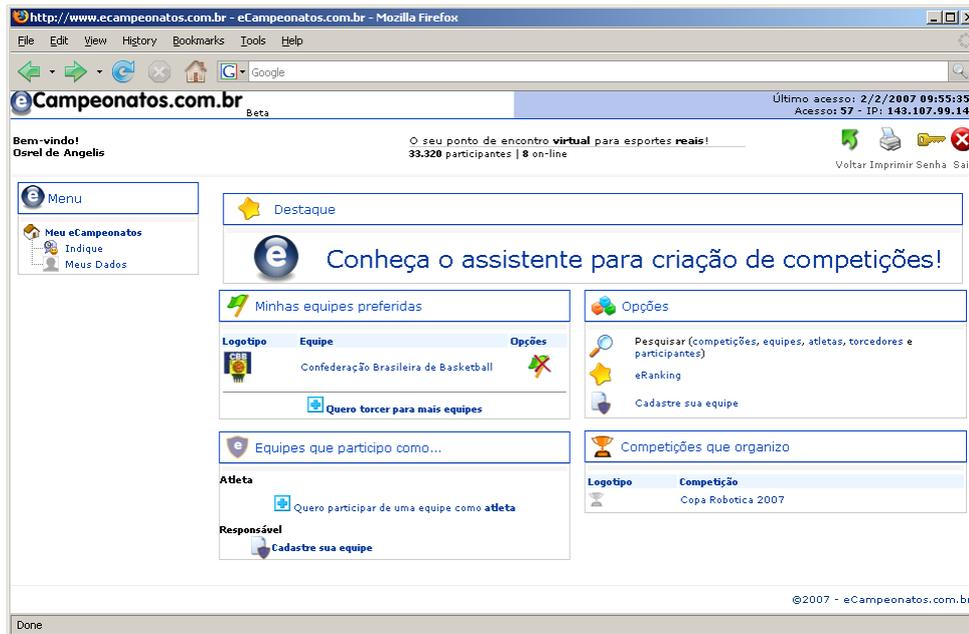 http://www.ecampeonatos.com.br - eCampeonatos.com.br - Mozilla Firefox
File Edit View History Bookmarks Tools Help
G Google
eCampeonatos.com.br Beta
Último acesso: 2/2/2007 09:55:35
Acesso: 57 - IP: 143.107.99.14
Bem-vindo!
Osrel de Angelis
O seu ponto de encontro virtual para esportes reais!
33.320 participantes | 8 on-line
Voltar Imprimir Senha Sai
e Menu
Meu eCampeonatos
Indique
Meus Dados
Destaque
e Conheça o assistente para criação de competições!
Minhas equipes preferidas
Logotipo Equipe Opções
CBB Confederação Brasileira de Basketball
Quero torcer para mais equipes
Opções
Pesquisar (competições, equipes, atletas, torcedores e
participantes)
eRanking
Cadastre sua equipe
e Equipes que participo como...
Atleta
Quero participar de uma equipe como atleta
Responsável
Cadastre sua equipe
Competições que organizo
Logotipo Competição
Copa Robotica 2007
©2007 - eCampeonatos.com.br
Done